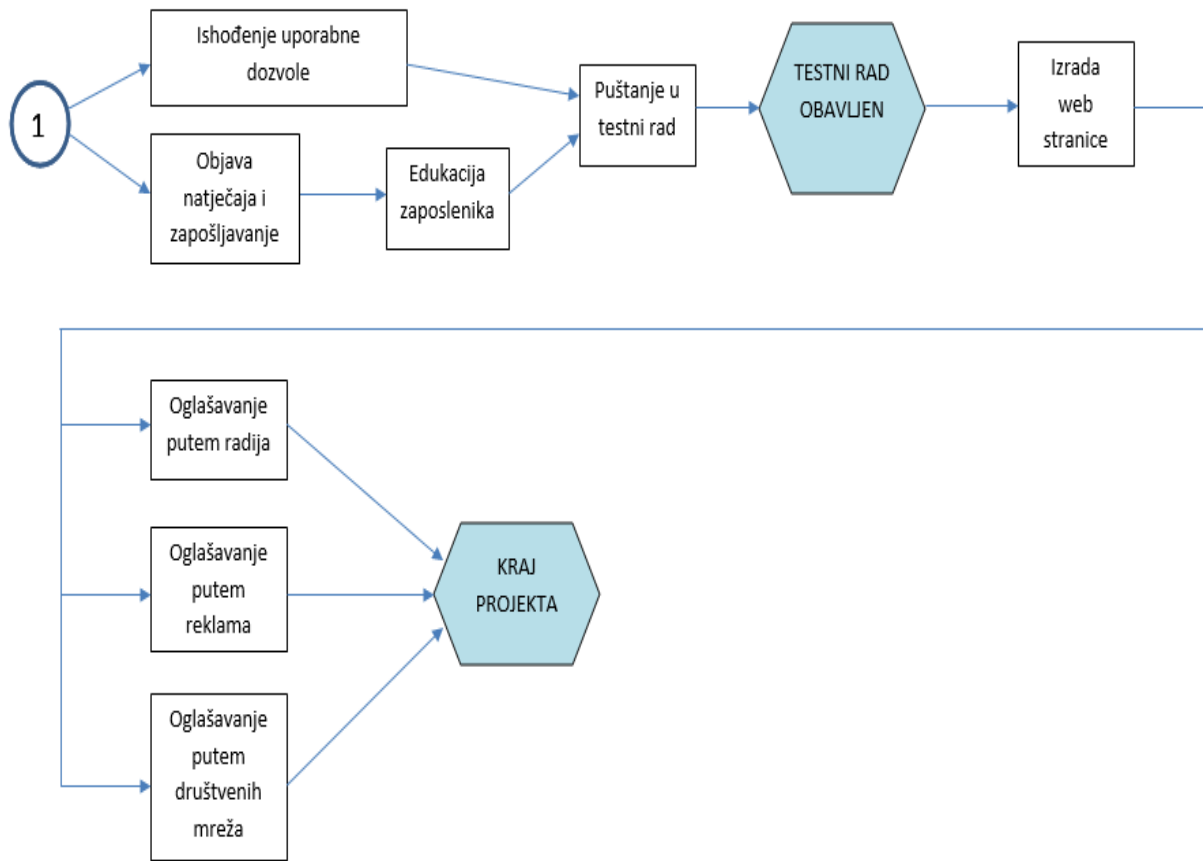 1
Ishođenje uporabne
dozvole
Objava
natječaja i
zapošljavanje
Edukacija
zaposlenika
Puštanje u
testni rad
TESTNI RAD
OBAVLJEN
Izrada
web
stranice
Oglašavanje
putem radija
Oglašavanje
putem
reklama
Oglašavanje
putem
društvenih
mreža
KRAJ
PROJEKTA